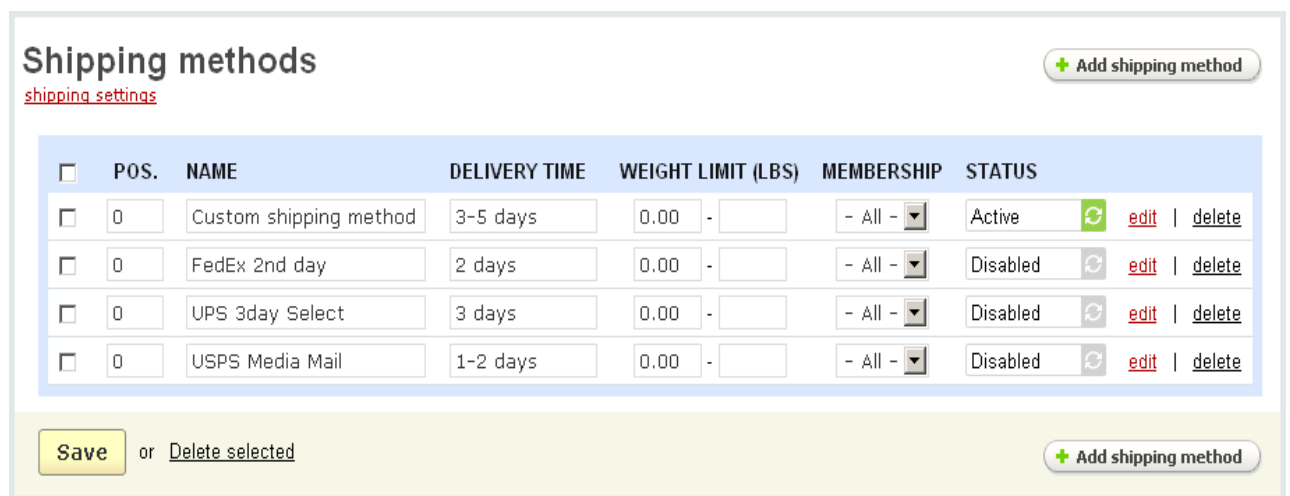 Shipping methods
+ Add shipping method
shipping settings
POS. NAME DELIVERY TIME WEIGHT LIMIT (LBS) MEMBERSHIP STATUS
0 Custom shipping method 3-5 days 0.00 - - All - Active edit | delete
0 FedEx 2nd day 2 days 0.00 - - All - Disabled edit | delete
0 UPS 3day Select 3 days 0.00 - - All - Disabled edit | delete
0 USPS Media Mail 1-2 days 0.00 - - All - Disabled edit | delete
Save or Delete selected + Add shipping method